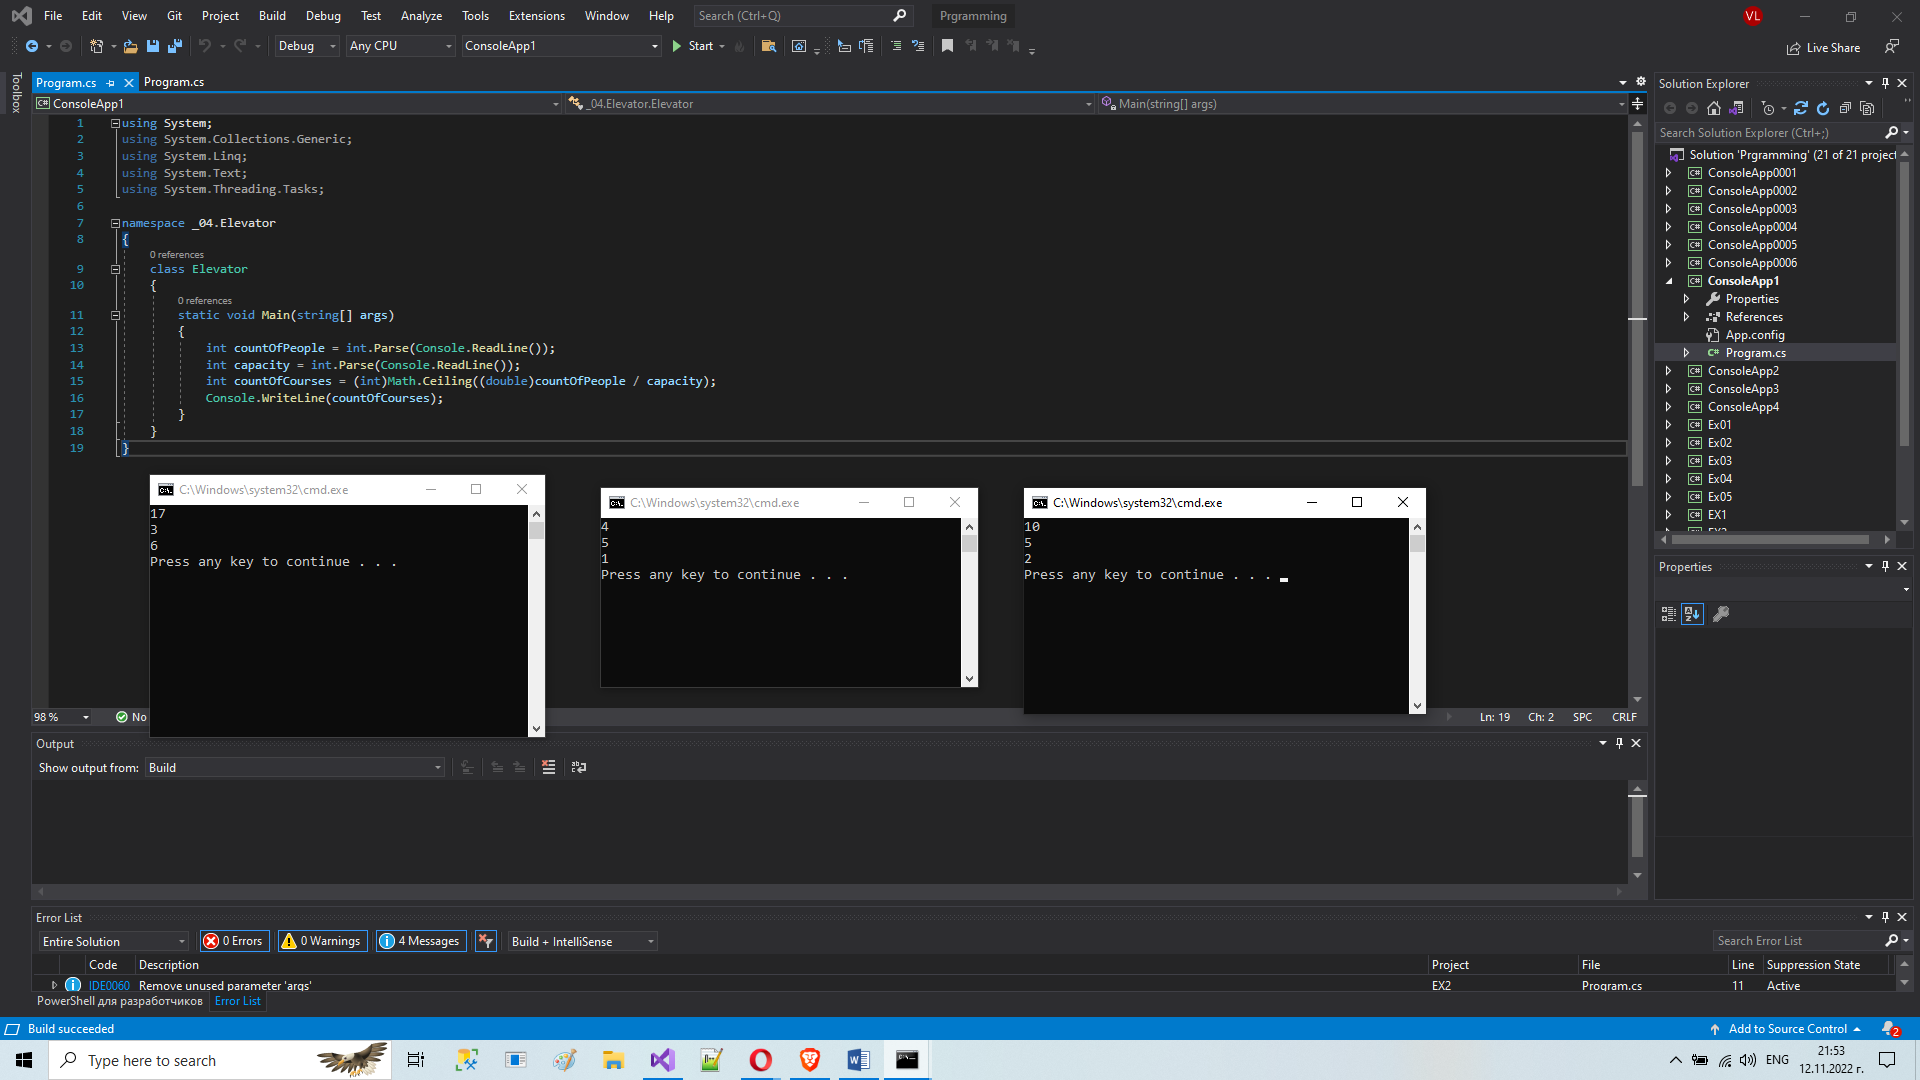 File Edit View Git Project Build Debug Test Analyze Tools Extensions Window Help Search (Ctrl+Q) Prgramming VL
Debug Any CPU ConsoleApp1 Start Live Share
Toolbox
Program.cs Program.cs
ConsoleApp1 _04.Elevator.Elevator Main(string[] args)
1 using System;
2 using System.Collections.Generic;
3 using System.Linq;
4 using System.Text;
5 using System.Threading.Tasks;
6
7 namespace _04.Elevator
8 {
0 references
9 class Elevator
10 {
0 references
11 static void Main(string[] args)
12 {
13 int countOfPeople = int.Parse(Console.ReadLine());
14 int capacity = int.Parse(Console.ReadLine());
15 int countOfCourses = (int)Math.Ceiling((double)countOfPeople / capacity);
16 Console.WriteLine(countOfCourses);
17 }
18 }
19 }
C:\Windows\system32\cmd.exe
17
3
6
Press any key to continue . . .
C:\Windows\system32\cmd.exe
4
5
1
Press any key to continue . . .
C:\Windows\system32\cmd.exe
10
5
2
Press any key to continue . . .
98 % No Ln: 19 Ch: 2 SPC CRLF
Output
Show output from: Build
Error List
Entire Solution 0 Errors 0 Warnings 4 Messages Build + IntelliSense Search Error List
Code Description Project File Line Suppression State
IDE0060 Remove unused parameter 'args' EX2 Program.cs 11 Active
PowerShell для разработчиков Error List
Solution Explorer
Search Solution Explorer (Ctrl+;)
Solution 'Prgramming' (21 of 21 project
ConsoleApp0001
ConsoleApp0002
ConsoleApp0003
ConsoleApp0004
ConsoleApp0005
ConsoleApp0006
ConsoleApp1
Properties
References
App.config
Program.cs
ConsoleApp2
ConsoleApp3
ConsoleApp4
Ex01
Ex02
Ex03
Ex04
Ex05
EX1
Properties
Build succeeded Add to Source Control 2
Type here to search ENG 21:53
12.11.2022 г.